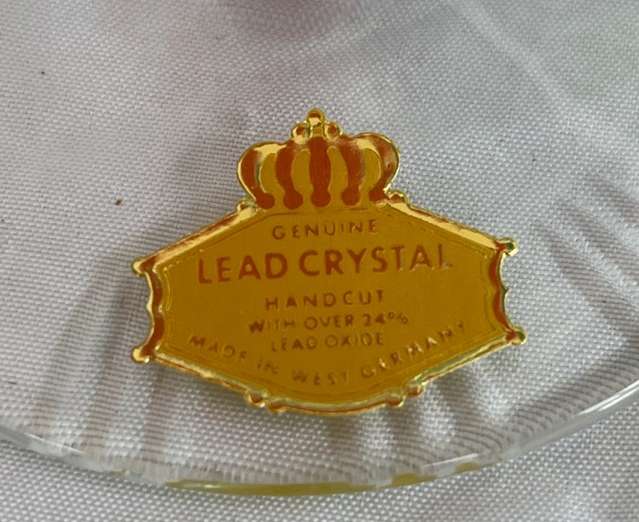 GENUINE
LEAD CRYSTAL
HANDCUT
WITH OVER 24%
LEAD OXIDE
MADE IN WEST GERMANY